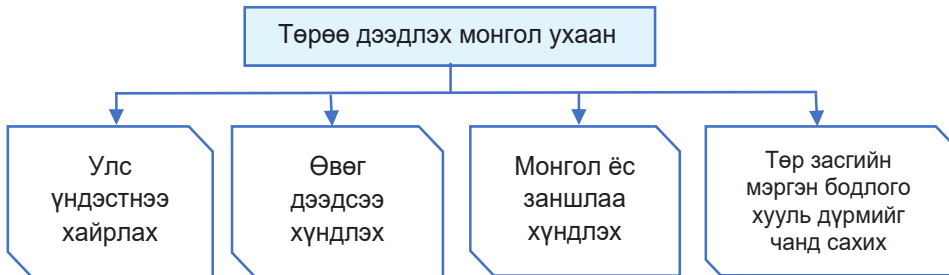 Төрөө дээдлэх монгол ухаан
Улс
үндэстнээ
хайрлах
Өвөг
дээдсээ
хүндлэх
Монгол ёс
заншлаа
хүндлэх
Төр засгийн
мэргэн бодлого
хууль дүрмийг
чанд сахих